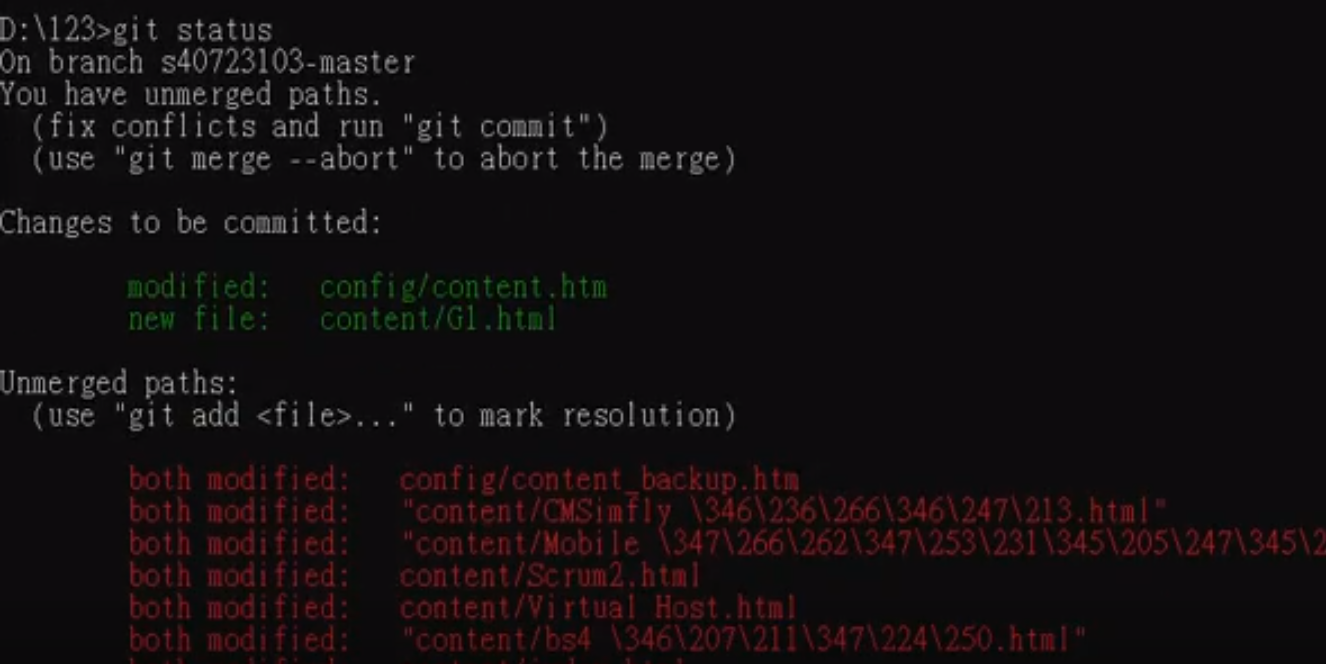 D:\123>git status
On branch s40723103-master
You have unmerged paths.
(fix conflicts and run "git commit")
(use "git merge --abort" to abort the merge)
Changes to be committed:
modified: config/content.htm
new file: content/G1.html
Unmerged paths:
(use "git add <file>..." to mark resolution)
both modified: config/content_backup.htm
both modified: "content/CMSimfly \346\236\266\346\247\213.html"
both modified: "content/Mobile \347\266\262\347\253\231\345\205\247\345\2
both modified: content/Scrum2.html
both modified: content/Virtual Host.html
both modified: "content/bs4 \346\207\211\347\224\250.html"